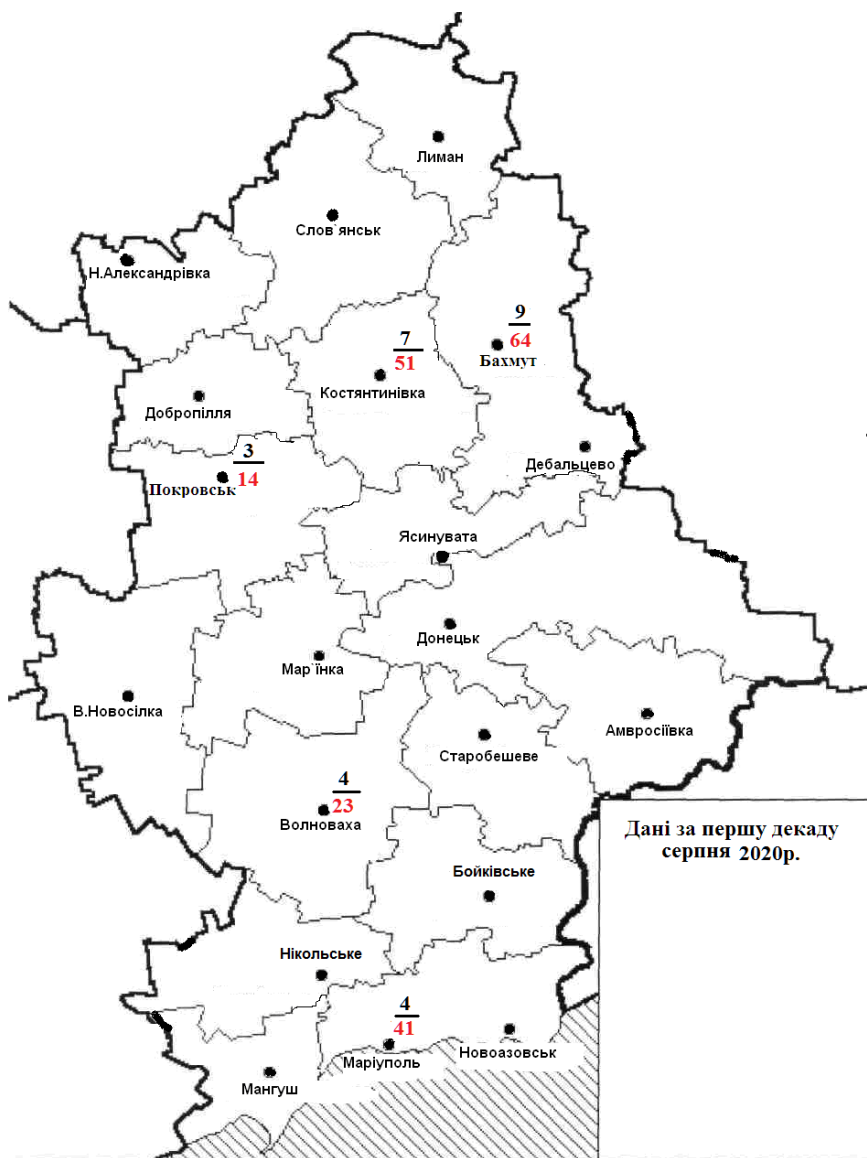 Лиман
Слов`янськ
Н.Александрівка
9
64
Бахмут
7
51
Костянтинівка
Добропілля
3
14
Покровськ
Дебальцево
Ясинувата
Донецьк
Мар`їнка
В.Новосілка
Амвросіївка
Старобешеве
4
23
Волноваха
Дані за першу декаду
серпня 2020р.
Бойківське
Нікольське
4
41
Маріуполь
Новоазовськ
Мангуш